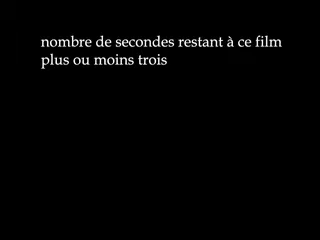 nombre de secondes restant à ce film
plus ou moins trois